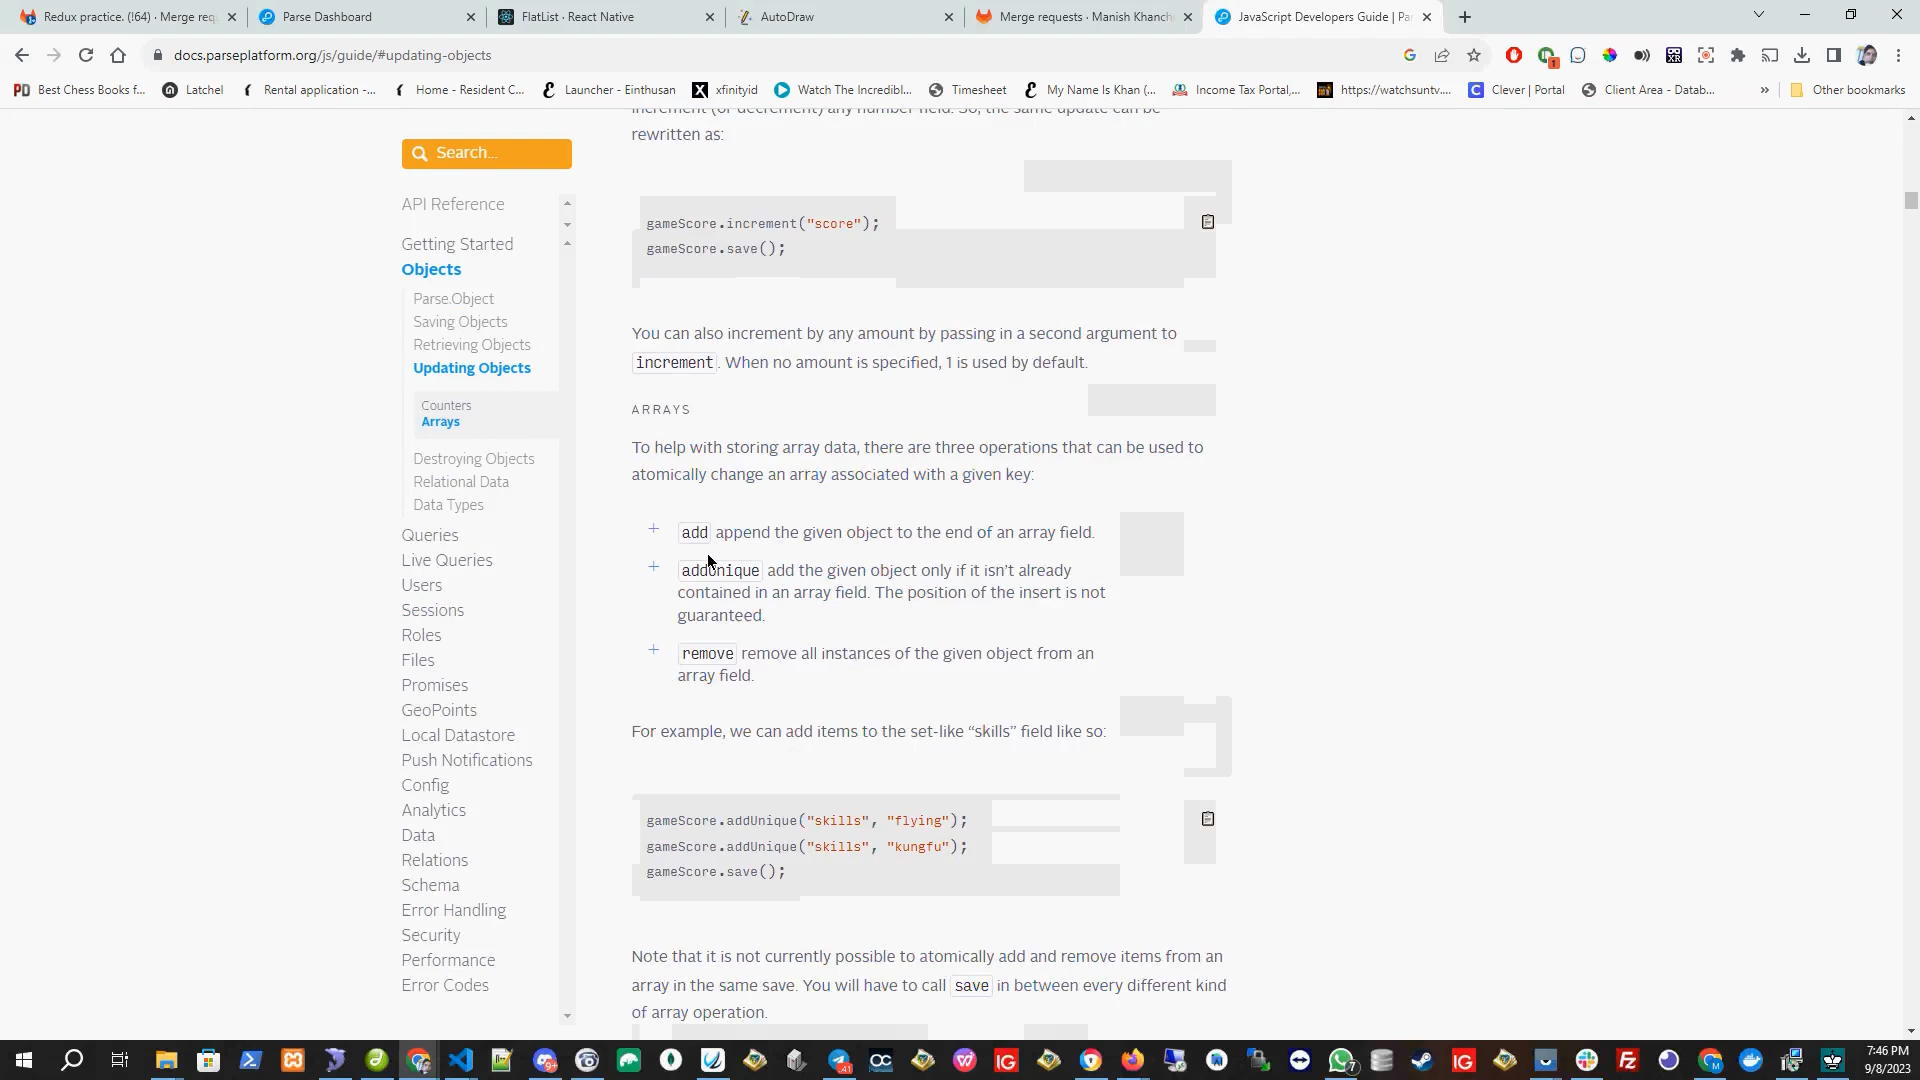 Redux practice. (!64) · Merge req
Parse Dashboard
FlatList · React Native
AutoDraw
Merge requests · Manish Khanch
JavaScript Developers Guide | Pa
docs.parseplatform.org/js/guide/#updating-objects
Best Chess Books f...
Latchel
Rental application -...
Home - Resident C...
Launcher - Einthusan
xfinityid
Watch The Incredibl...
Timesheet
My Name Is Khan (...
Income Tax Portal,...
https://watchsuntv....
Clever | Portal
Client Area - Datab...
»
Other bookmarks
Search...
API Reference
Getting Started
Objects
Parse.Object
Saving Objects
Retrieving Objects
Updating Objects
Counters
Arrays
Destroying Objects
Relational Data
Data Types
Queries
Live Queries
Users
Sessions
Roles
Files
Promises
GeoPoints
Local Datastore
Push Notifications
Config
Analytics
Data
Relations
Schema
Error Handling
Security
Performance
Error Codes
increment (or decrement) any number field. So, the same update can be
rewritten as:
gameScore.increment("score");
gameScore.save();
You can also increment by any amount by passing in a second argument to
increment. When no amount is specified, 1 is used by default.
ARRAYS
To help with storing array data, there are three operations that can be used to
atomically change an array associated with a given key:
add append the given object to the end of an array field.
addUnique add the given object only if it isn't already
contained in an array field. The position of the insert is not
guaranteed.
remove remove all instances of the given object from an
array field.
For example, we can add items to the set-like “skills” field like so:
gameScore.addUnique("skills", "flying");
gameScore.addUnique("skills", "kungfu");
gameScore.save();
Note that it is not currently possible to atomically add and remove items from an
array in the same save. You will have to call save in between every different kind
of array operation.
7:46 PM
9/8/2023